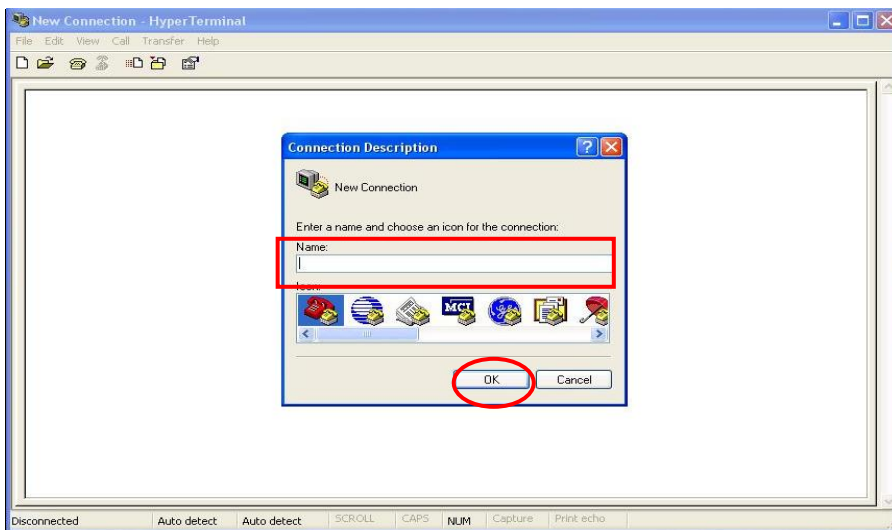 New Connection - HyperTerminal
File Edit View Call Transfer Help
Connection Description
New Connection
Enter a name and choose an icon for the connection:
Name:
Icon:
MCI
OK Cancel
Disconnected Auto detect Auto detect SCROLL CAPS NUM Capture Print echo